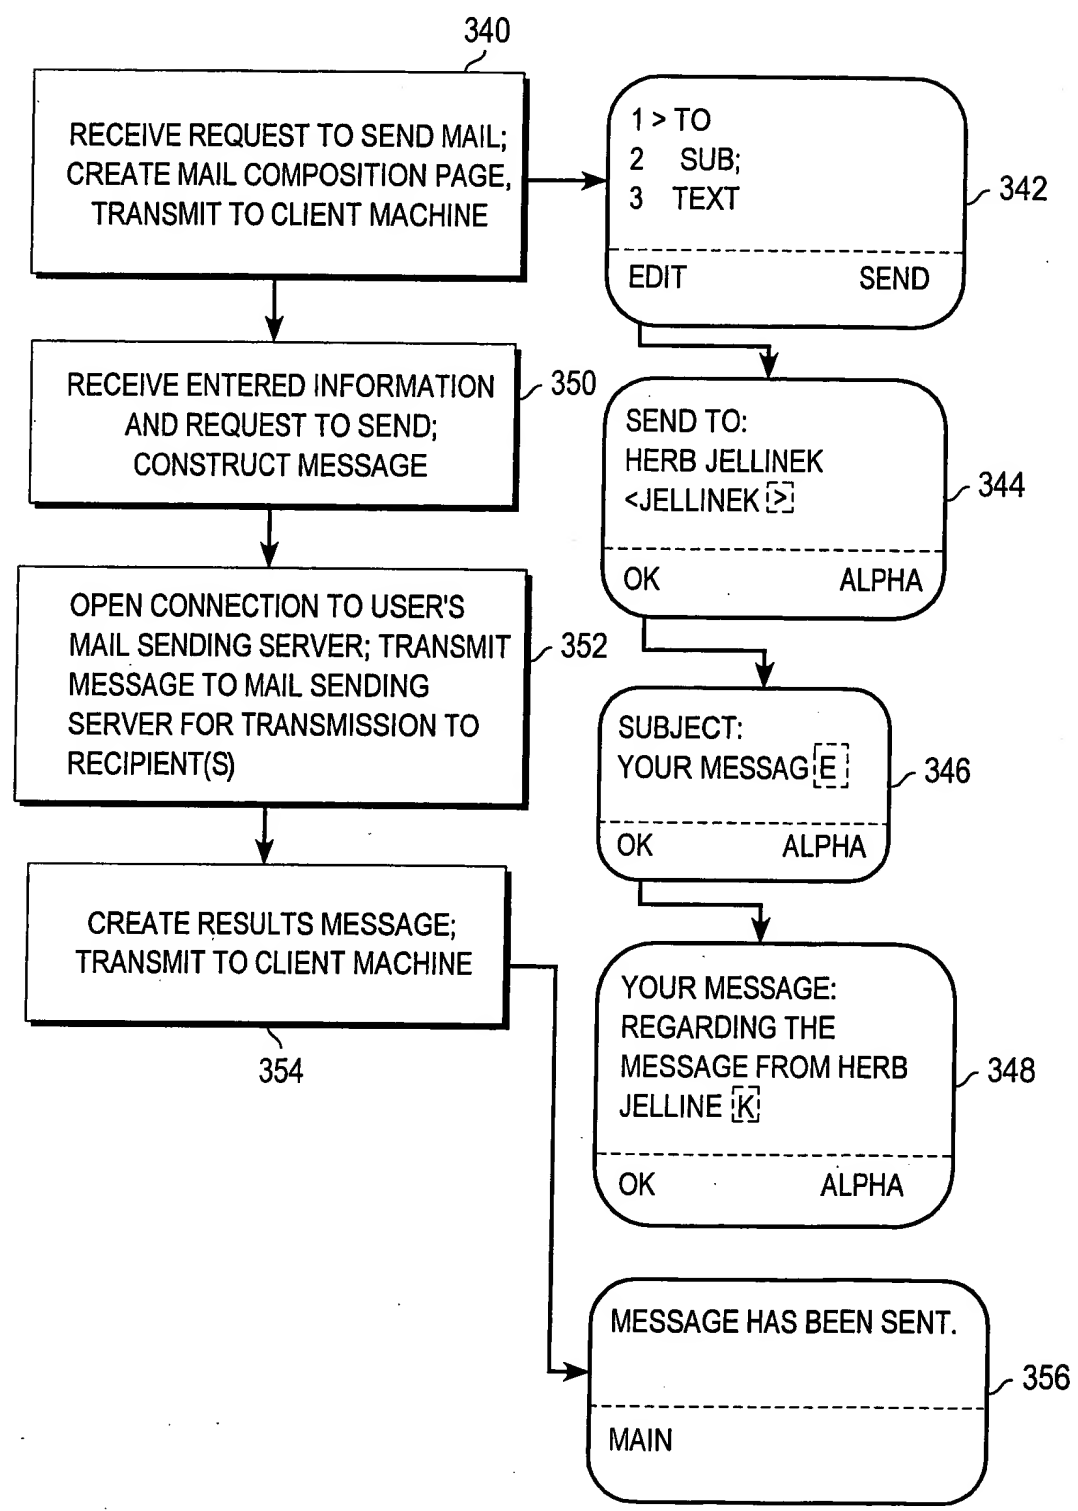 340
RECEIVE REQUEST TO SEND MAIL;
CREATE MAIL COMPOSITION PAGE,
TRANSMIT TO CLIENT MACHINE
1 > TO
2 SUB;
3 TEXT
EDIT SEND
342
RECEIVE ENTERED INFORMATION
AND REQUEST TO SEND;
CONSTRUCT MESSAGE
350
SEND TO:
HERB JELLINEK
<JELLINEK >
OK ALPHA
344
OPEN CONNECTION TO USER'S
MAIL SENDING SERVER; TRANSMIT
MESSAGE TO MAIL SENDING
SERVER FOR TRANSMISSION TO
RECIPIENT(S)
352
SUBJECT:
YOUR MESSAG E
OK ALPHA
346
CREATE RESULTS MESSAGE;
TRANSMIT TO CLIENT MACHINE
354
YOUR MESSAGE:
REGARDING THE
MESSAGE FROM HERB
JELLINE K
OK ALPHA
348
MESSAGE HAS BEEN SENT.
MAIN
356